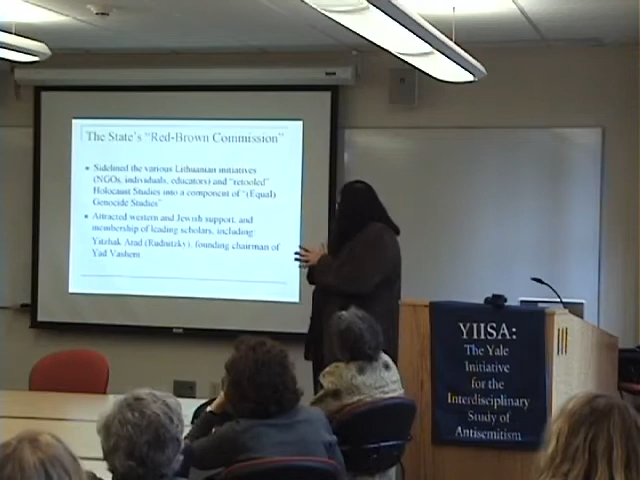 The State's "Red-Brown Commission"
Sidelined the various Lithuanian initiatives
(NGOs, individuals, educators) and "retooled"
Holocaust Studies into a component of "(Equal)
Genocide Studies"
Attracted western and Jewish support, and
membership of leading scholars, including
Yitzhak Arad (Rudnitzky), founding chairman of
Yad Vashem
YIISA:
The Yale
Initiative
for the
Interdisciplinary
Study of
Antisemitism